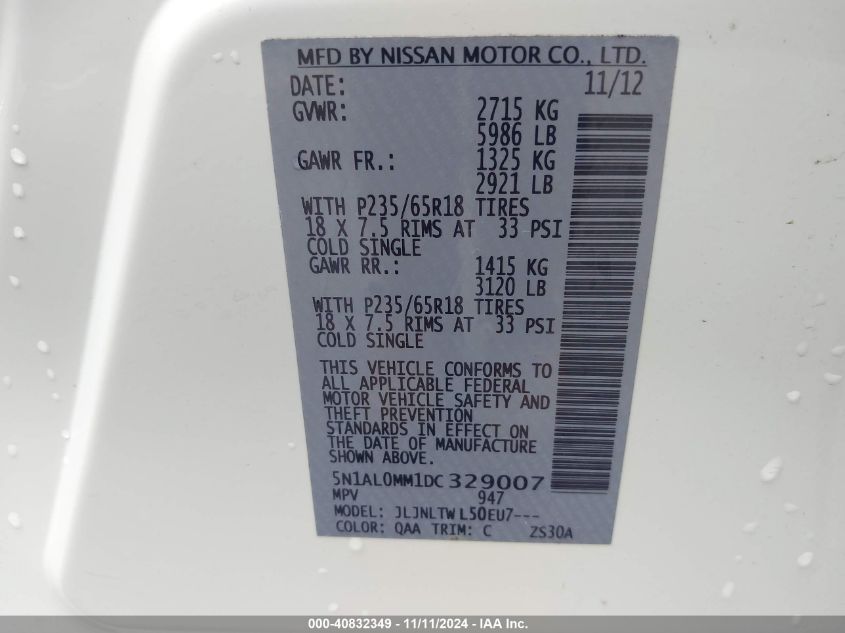 MFD BY NISSAN MOTOR CO., LTD.
DATE: 11/12
GVWR: 2715 KG
5986 LB
GAWR FR.: 1325 KG
2921 LB
WITH P235/65R18 TIRES
18 X 7.5 RIMS AT 33 PSI
COLD SINGLE
GAWR RR.: 1415 KG
3120 LB
WITH P235/65R18 TIRES
18 X 7.5 RIMS AT 33 PSI
COLD SINGLE
THIS VEHICLE CONFORMS TO
ALL APPLICABLE FEDERAL
MOTOR VEHICLE SAFETY AND
THEFT PREVENTION
STANDARDS IN EFFECT ON
THE DATE OF MANUFACTURE
SHOWN ABOVE.
5N1AL0MM1DC329007
MPV 947
MODEL: JLJNLTW L50EU7---
COLOR: QAA TRIM: C ZS30A
000-40832349 - 11/11/2024 - IAA Inc.